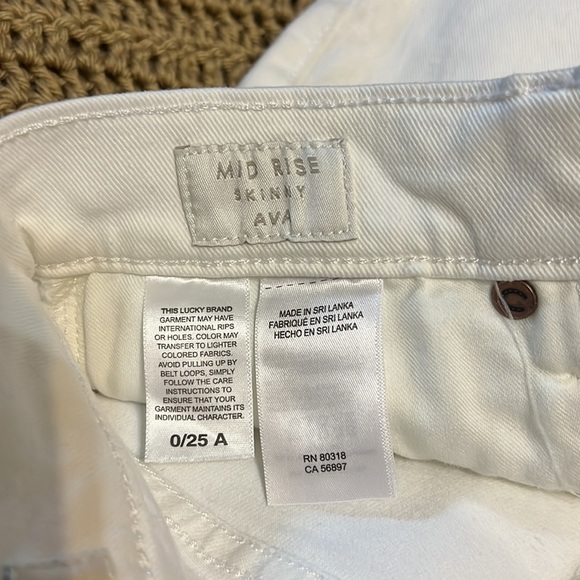 MID RISE
SKINNY
AVA
THIS LUCKY BRAND
GARMENT MAY HAVE
INTERNATIONAL RIPS
OR HOLES. COLOR MAY
TRANSFER TO LIGHTER
COLORED FABRICS.
AVOID PULLING UP BY
BELT LOOPS, SIMPLY
FOLLOW THE CARE
INSTRUCTIONS TO
ENSURE THAT YOUR
GARMENT MAINTAINS ITS
INDIVIDUAL CHARACTER.
0/25 A
MADE IN SRI LANKA
FABRIQUÉ EN SRI LANKA
HECHO EN SRI LANKA
RN 80318
CA 56897